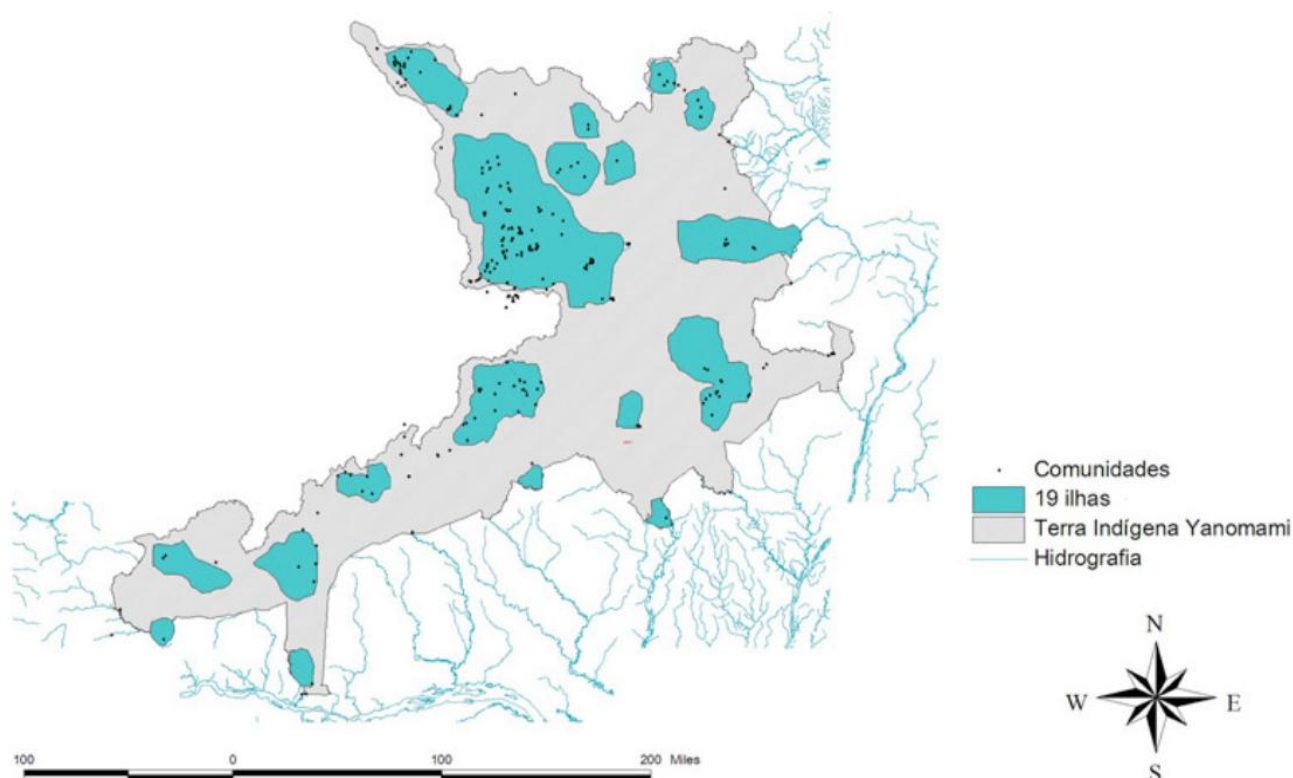 Comunidades
19 ilhas
Terra Indígena Yanomami
Hidrografia
N
W
E
S
100
0
100
200 Miles